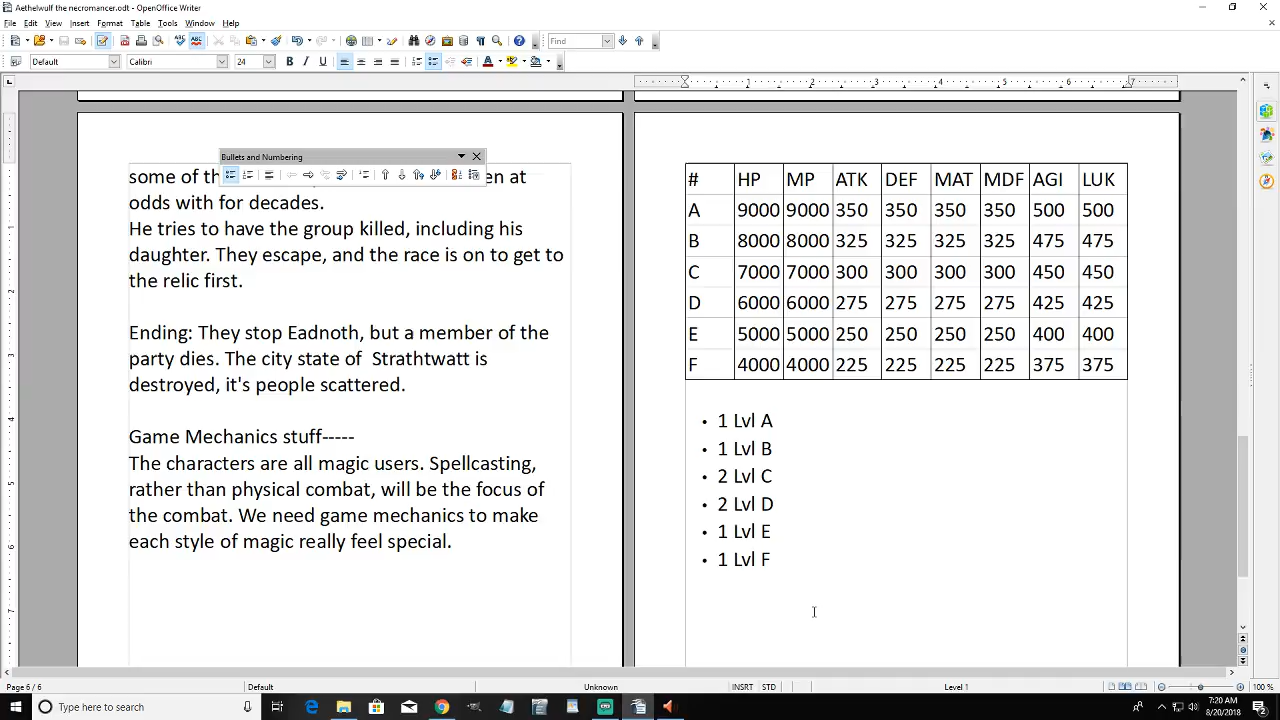 Aethelwulf the necromancer.odt - OpenOffice Writer
File Edit View Insert Format Table Tools Window Help
Find
Default Calibri 24
1 2 3 4 5 6 7
Bullets and Numbering
some of th en at
odds with for decades.
He tries to have the group killed, including his
daughter. They escape, and the race is on to get to
the relic first.
Ending: They stop Eadnoth, but a member of the
party dies. The city state of Strathtwatt is
destroyed, it's people scattered.
Game Mechanics stuff-----
The characters are all magic users. Spellcasting,
rather than physical combat, will be the focus of
the combat. We need game mechanics to make
each style of magic really feel special.
# HP MP ATK DEF MAT MDF AGI LUK
A 9000 9000 350 350 350 350 500 500
B 8000 8000 325 325 325 325 475 475
C 7000 7000 300 300 300 300 450 450
D 6000 6000 275 275 275 275 425 425
E 5000 5000 250 250 250 250 400 400
F 4000 4000 225 225 225 225 375 375
• 1 Lvl A
• 1 Lvl B
• 2 Lvl C
• 2 Lvl D
• 1 Lvl E
• 1 Lvl F
Page 6 / 6 Default Unknown INSRT STD Level 1 100 %
Type here to search
7:20 AM
8/20/2018